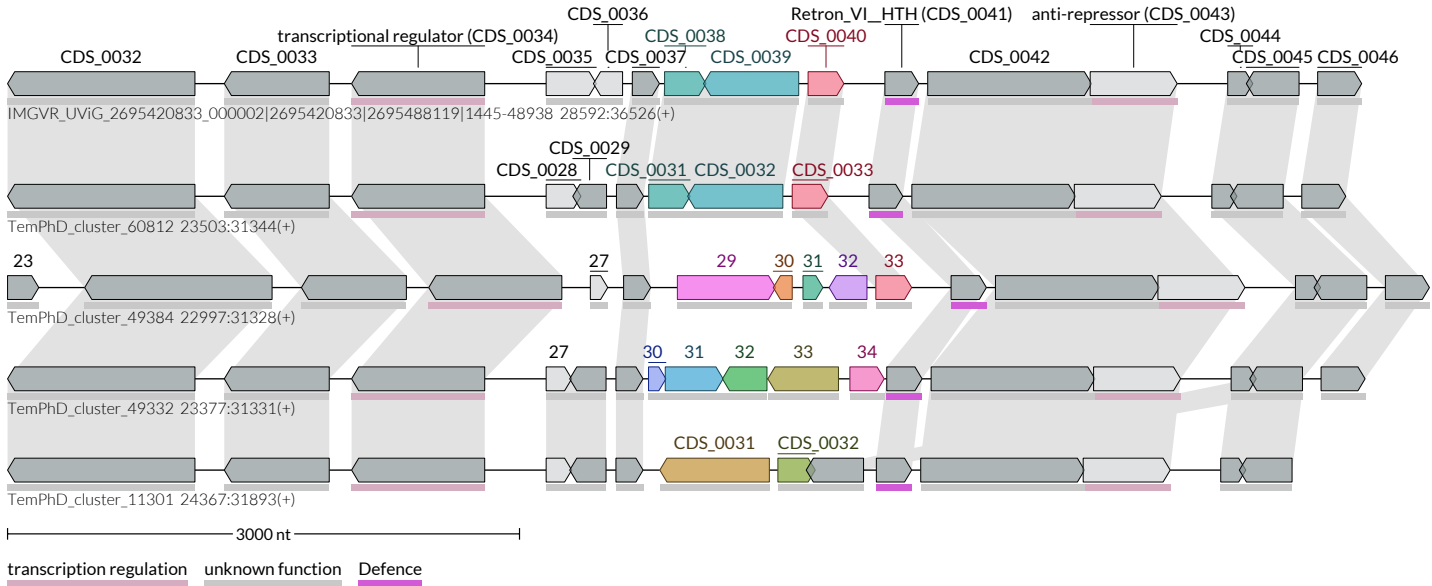 CDS_0036
Retron_VI__HTH (CDS_0041) anti-repressor (CDS_0043)
transcriptional regulator (CDS_0034) CDS_0038 CDS_0040 CDS_0044
CDS_0032 CDS_0033 CDS_0035 CDS_0037 CDS_0039 CDS_0042 CDS_0045 CDS_0046
IMGVR_UViG_2695420833_000002|2695420833|2695488119|1445-48938 28592:36526(+)
CDS_0029
CDS_0028 CDS_0031 CDS_0032 CDS_0033
TemPhD_cluster_60812 23503:31344(+)
23 27 29 30 31 32 33
TemPhD_cluster_49384 22997:31328(+)
27 30 31 32 33 34
TemPhD_cluster_49332 23377:31331(+)
CDS_0031 CDS_0032
TemPhD_cluster_11301 24367:31893(+)
3000 nt
transcription regulation unknown function Defence